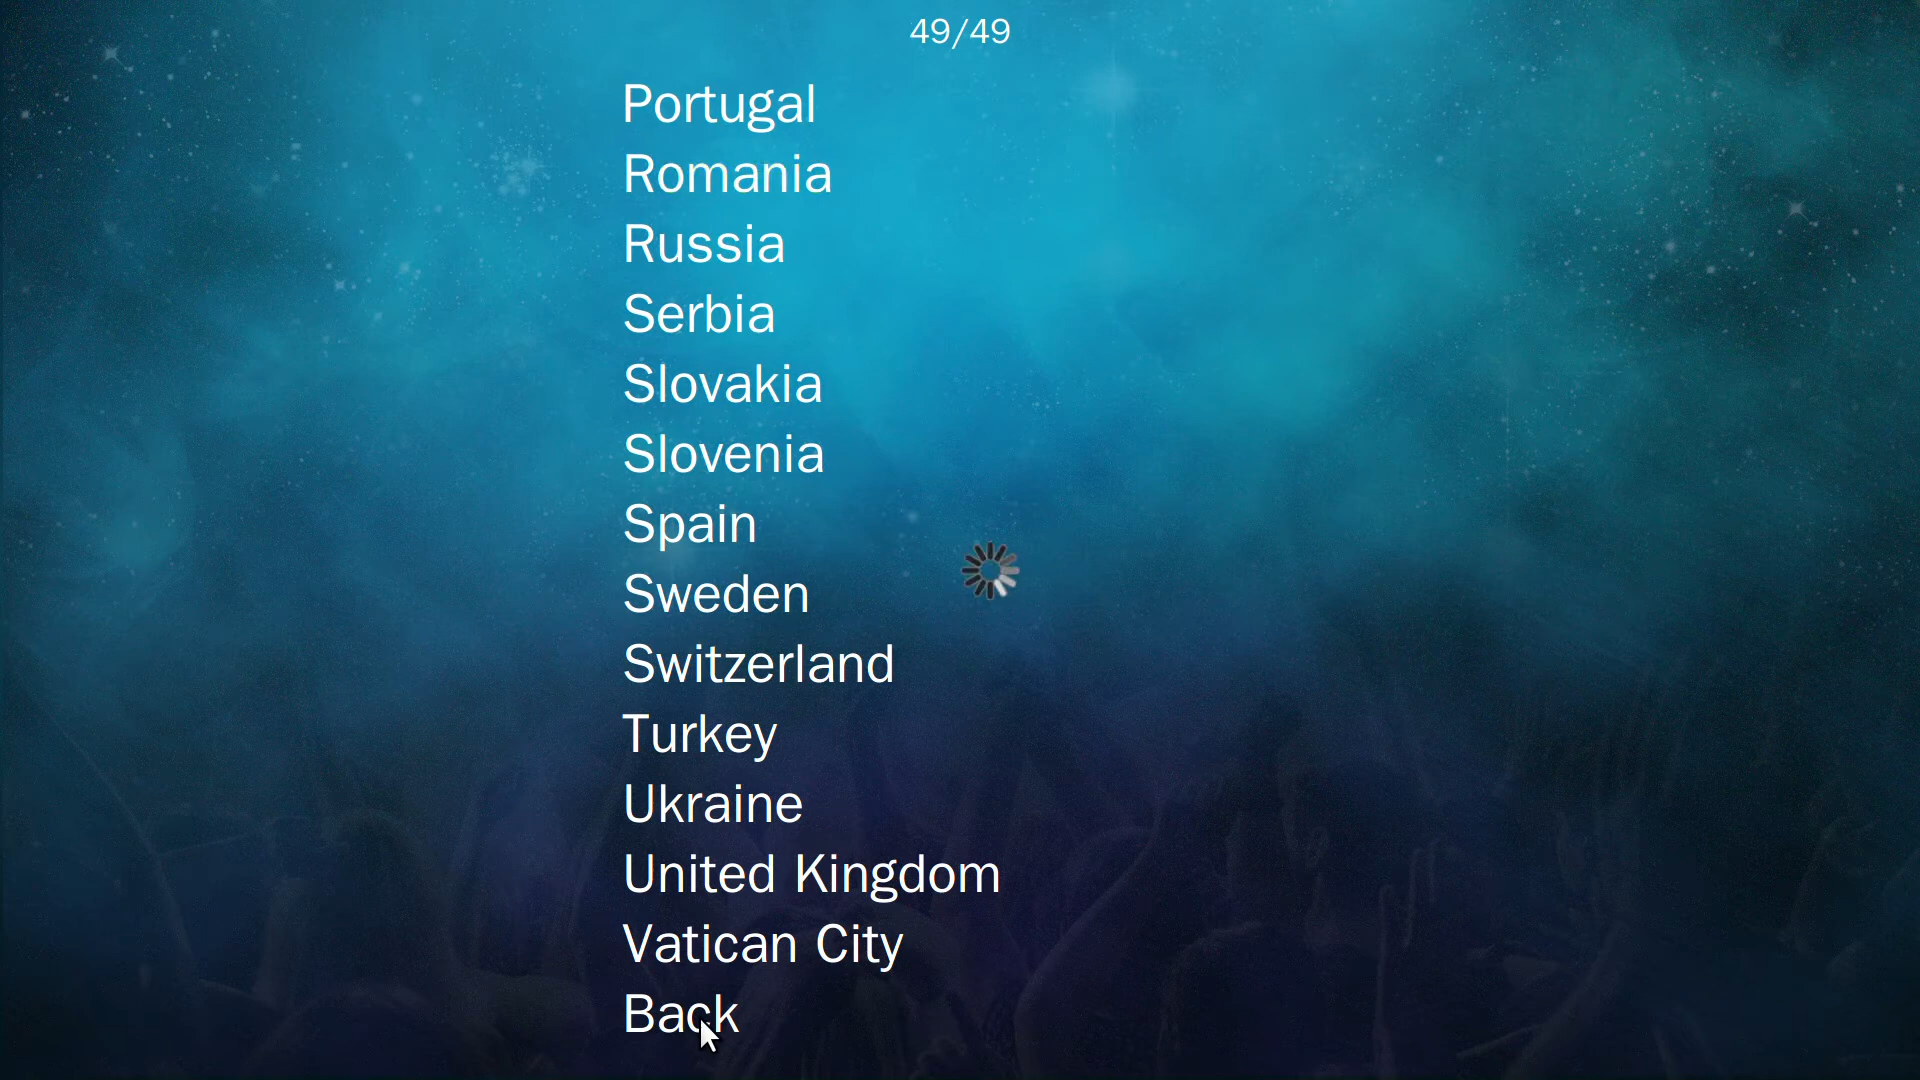 49/49
Portugal
Romania
Russia
Serbia
Slovakia
Slovenia
Spain
Sweden
Switzerland
Turkey
Ukraine
United Kingdom
Vatican City
Back